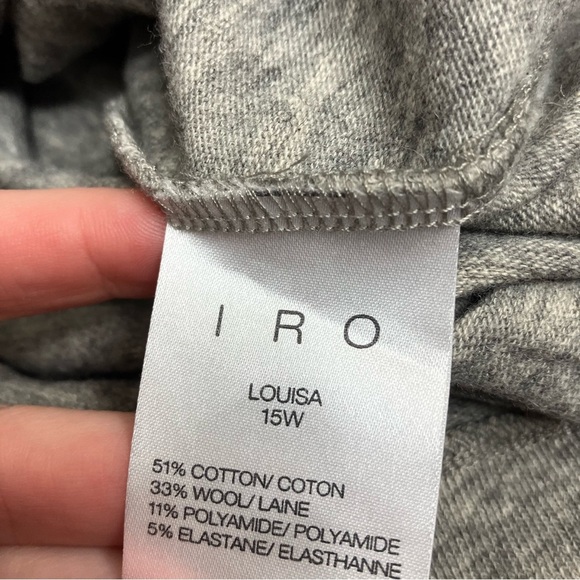 IRO
LOUISA
15W
51% COTTON/ COTON
33% WOOL/ LAINE
11% POLYAMIDE/ POLYAMIDE
5% ELASTANE/ ELASTHANNE